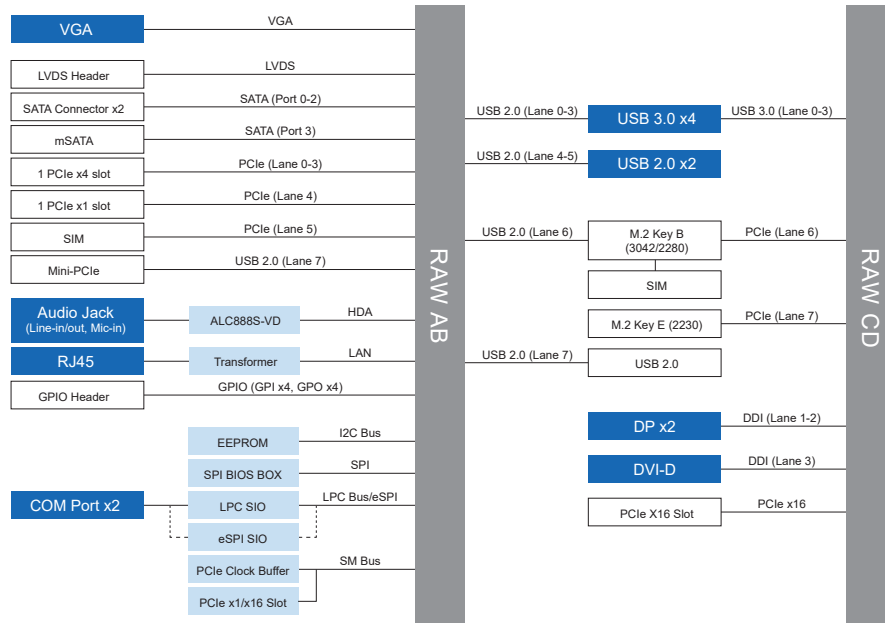 VGA
VGA
LVDS Header
LVDS
SATA Connector x2
SATA (Port 0-2)
mSATA
SATA (Port 3)
1 PCIe x4 slot
PCIe (Lane 0-3)
1 PCIe x1 slot
PCIe (Lane 4)
SIM
PCIe (Lane 5)
Mini-PCIe
USB 2.0 (Lane 7)
Audio Jack
(Line-in/out, Mic-in)
ALC888S-VD
HDA
RJ45
Transformer
LAN
GPIO Header
GPIO (GPI x4, GPO x4)
EEPROM
I2C Bus
SPI BIOS BOX
SPI
COM Port x2
LPC SIO
LPC Bus/eSPI
eSPI SIO
PCIe Clock Buffer
SM Bus
PCIe x1/x16 Slot
RAW AB
USB 2.0 (Lane 0-3)
USB 3.0 x4
USB 3.0 (Lane 0-3)
USB 2.0 (Lane 4-5)
USB 2.0 x2
USB 2.0 (Lane 6)
M.2 Key B
(3042/2280)
PCIe (Lane 6)
SIM
M.2 Key E (2230)
PCIe (Lane 7)
USB 2.0 (Lane 7)
USB 2.0
DP x2
DDI (Lane 1-2)
DVI-D
DDI (Lane 3)
PCIe X16 Slot
PCIe x16
RAW CD